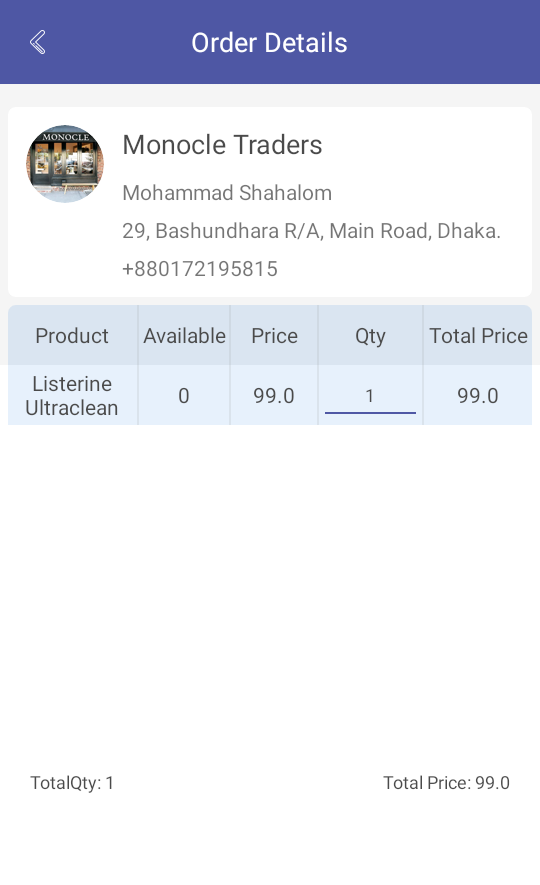 Order Details
MONOCLE
Monocle Traders
Mohammad Shahalom
29, Bashundhara R/A, Main Road, Dhaka.
+880172195815
Product Available Price Qty Total Price
Listerine
Ultraclean 0 99.0 1 99.0
TotalQty: 1 Total Price: 99.0